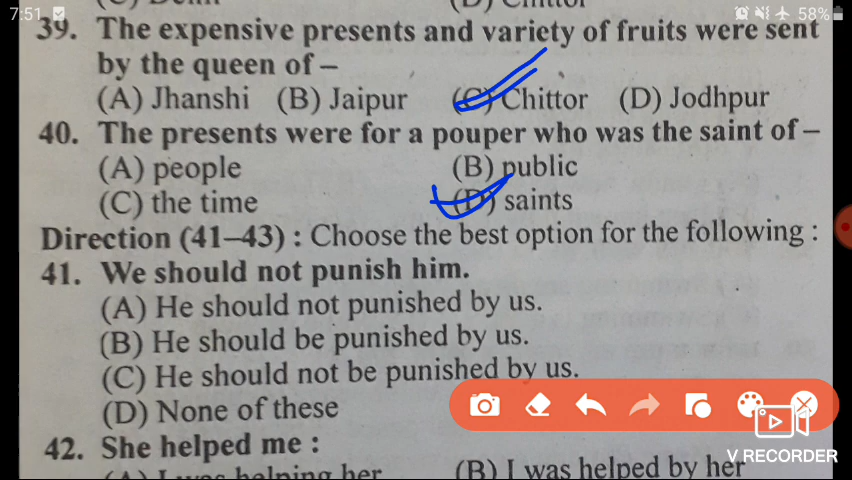 7:51 58%
39. The expensive presents and variety of fruits were sent
by the queen of –
(A) Jhanshi (B) Jaipur (C) Chittor (D) Jodhpur
40. The presents were for a pouper who was the saint of –
(A) people (B) public
(C) the time (D) saints
Direction (41–43) : Choose the best option for the following :
41. We should not punish him.
(A) He should not punished by us.
(B) He should be punished by us.
(C) He should not be punished by us.
(D) None of these
V RECORDER
42. She helped me :
(A) I was helping her (B) I was helped by her